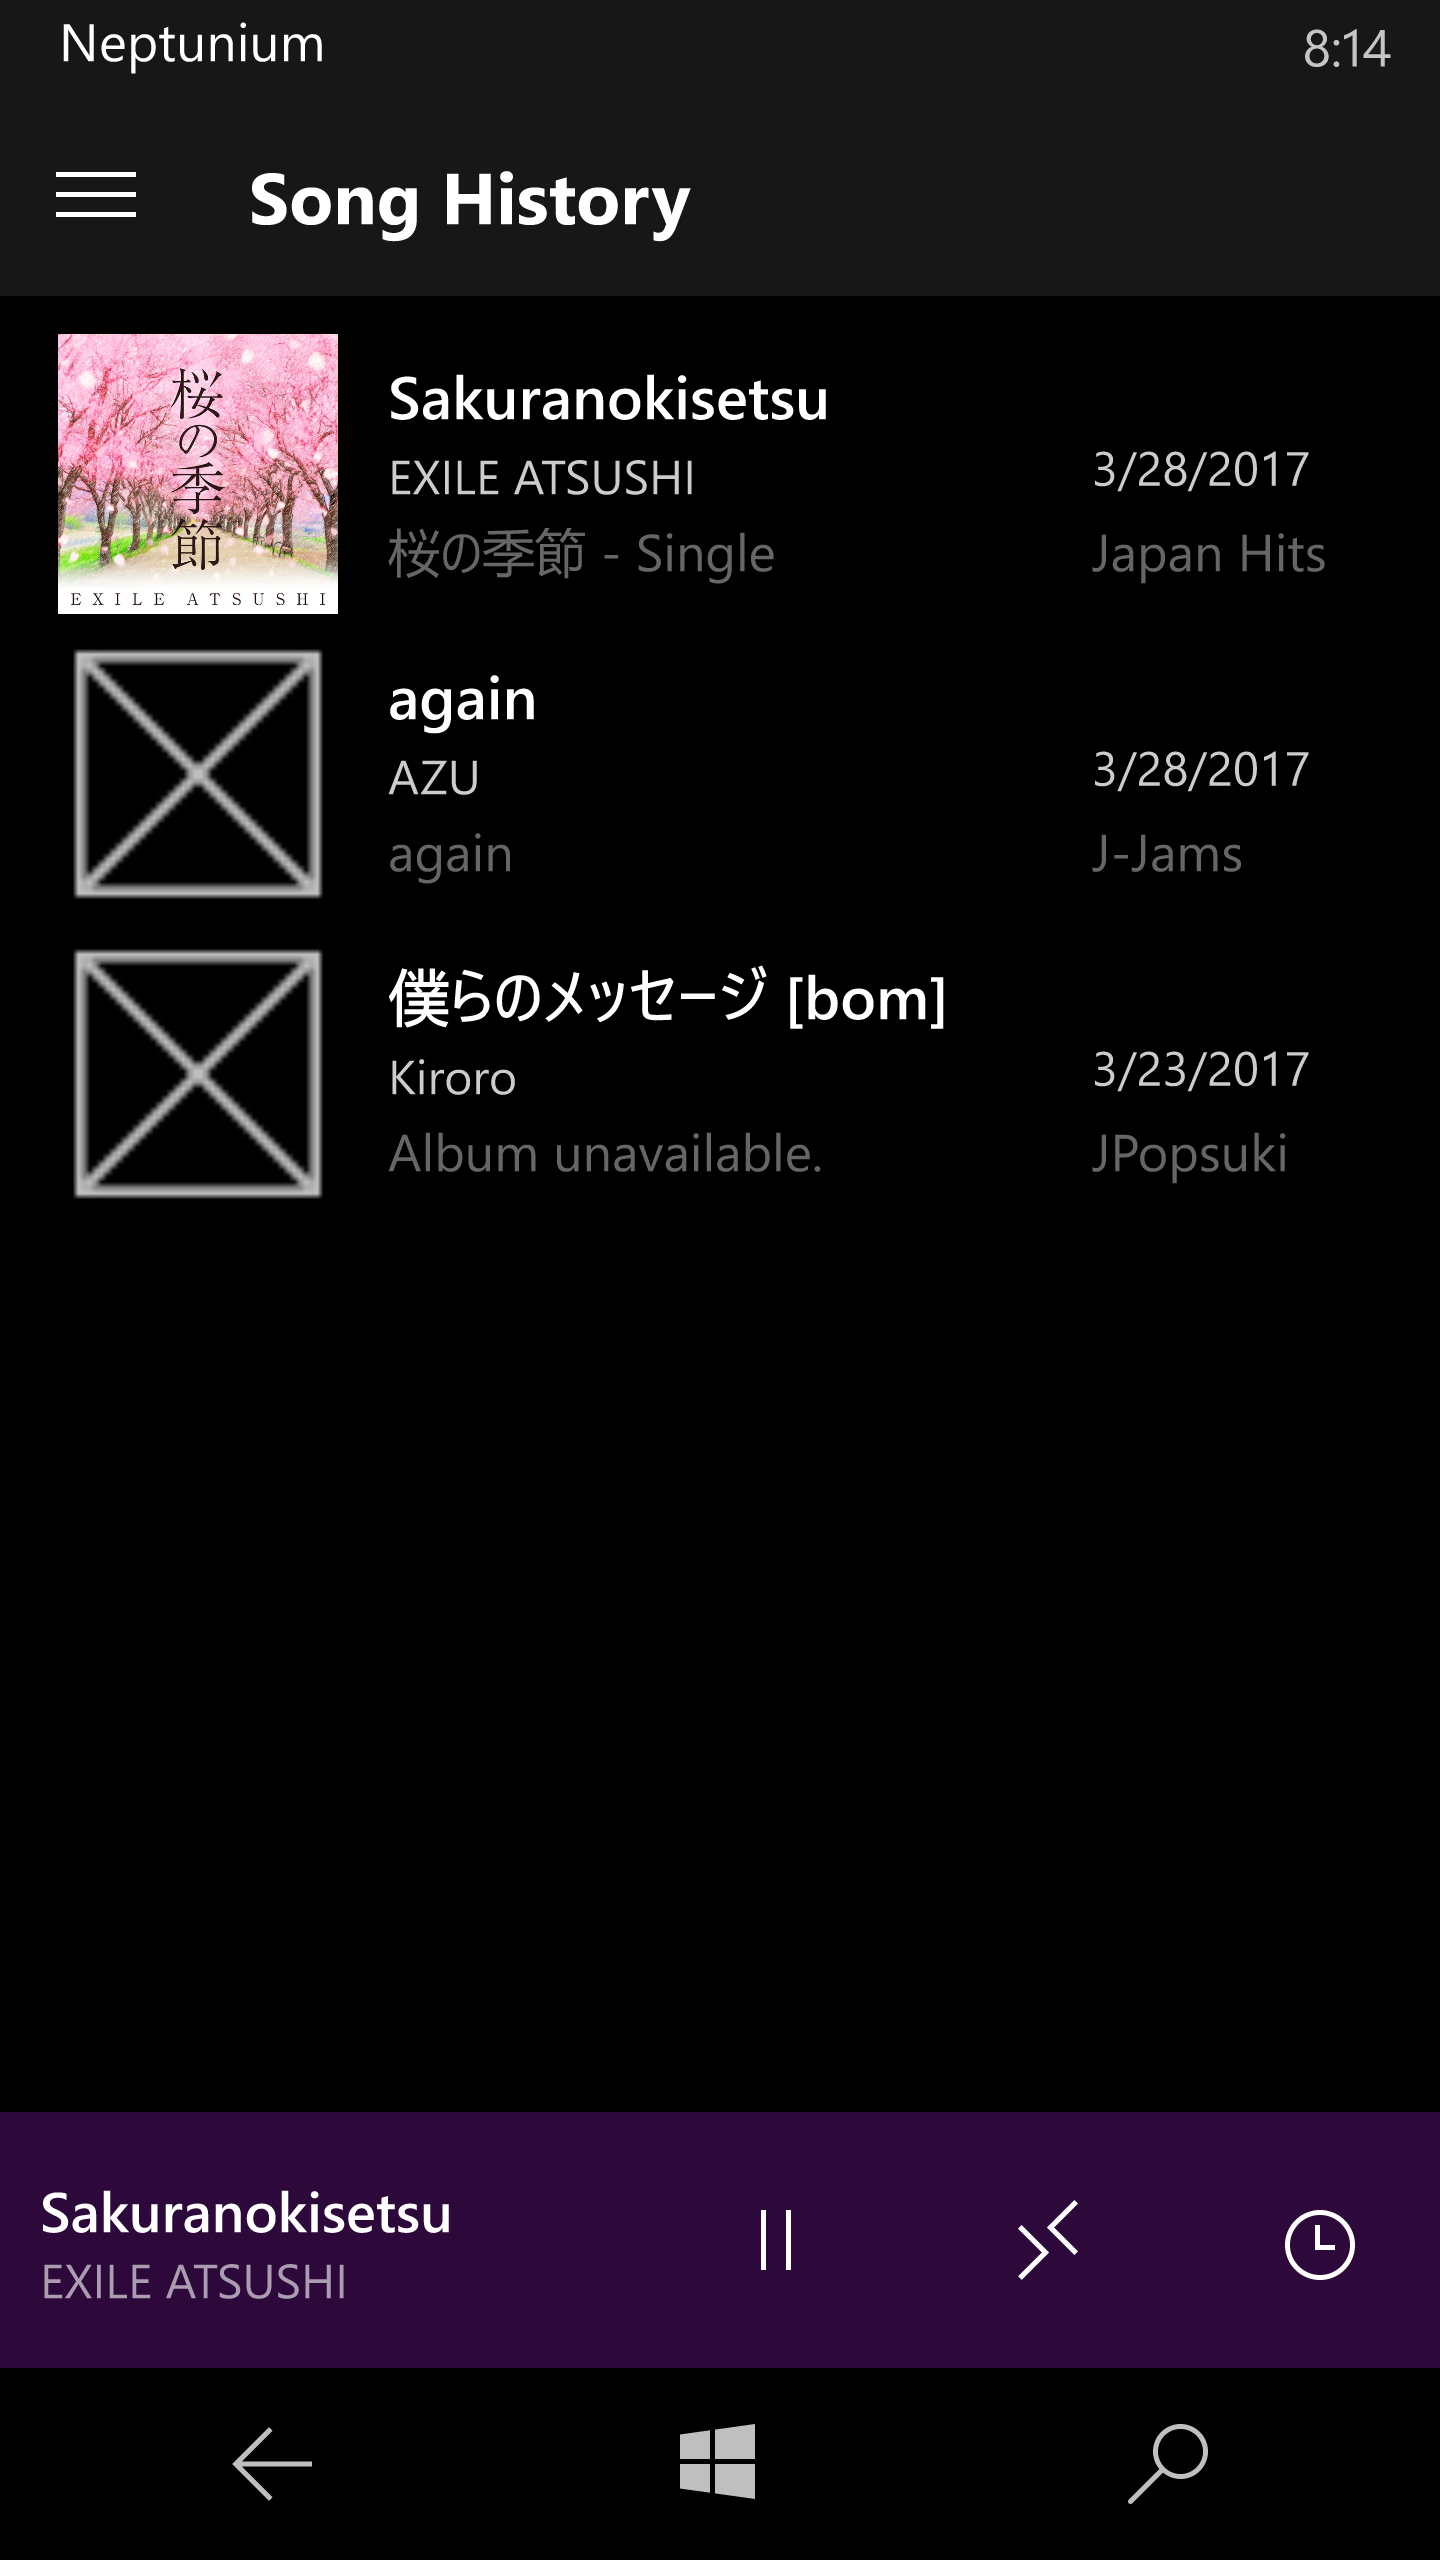 Neptunium
8:14
Song History
桜の季節
EXILE ATSUSHI
Sakuranokisetsu
EXILE ATSUSHI
3/28/2017
桜の季節 - Single
Japan Hits
again
AZU
3/28/2017
again
J-Jams
僕らのメッセージ [bom]
Kiroro
3/23/2017
Album unavailable.
JPopsuki
Sakuranokisetsu
EXILE ATSUSHI